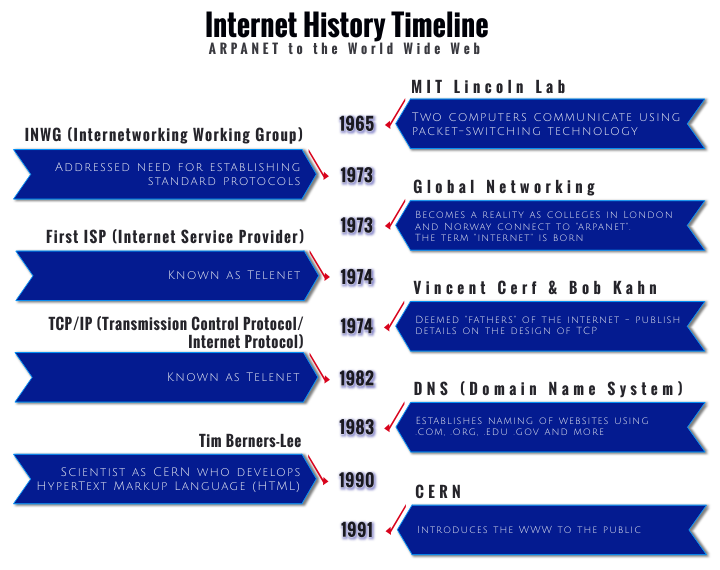 Internet History Timeline
ARPANET to the World Wide Web
MIT Lincoln Lab
1965
Two computers communicate using
packet-switching technology
INWG (Internetworking Working Group)
Addressed need for establishing
standard protocols
1973
Global Networking
1973
Becomes a reality as colleges in London
and Norway connect to "arpanet".
The term "internet" is born
First ISP (Internet Service Provider)
Known as Telenet
1974
Vincent Cerf & Bob Kahn
1974
Deemed "fathers" of the internet - publish
details on the design of TCP
TCP/IP (Transmission Control Protocol/
Internet Protocol)
Known as Telenet
1982
DNS (Domain Name System)
1983
Establishes naming of websites using
.com, .org, .edu .gov and more
Tim Berners-Lee
Scientist as CERN who develops
HyperText Markup Language (HTML)
1990
CERN
1991
introduces the WWW to the public